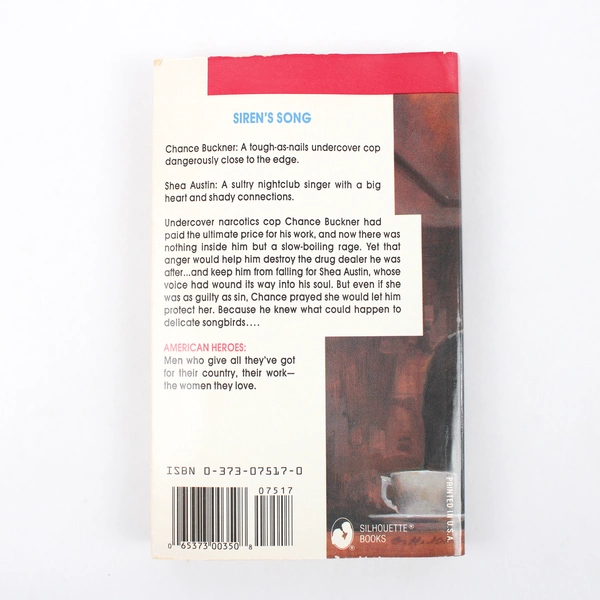 SIREN'S SONG
Chance Buckner: A tough-as-nails undercover cop
dangerously close to the edge.
Shea Austin: A sultry nightclub singer with a big
heart and shady connections.
Undercover narcotics cop Chance Buckner had
paid the ultimate price for his work, and now there was
nothing inside him but a slow-boiling rage. Yet that
anger would help him destroy the drug dealer he was
after...and keep him from falling for Shea Austin, whose
voice had wound its way into his soul. But even if she
was as guilty as sin, Chance prayed she would let him
protect her. Because he knew what could happen to
delicate songbirds....
AMERICAN HEROES:
Men who give all they've got
for their country, their work—
the women they love.
ISBN 0-373-07517-0
07517
0 65373 00350 8
SILHOUETTE®
BOOKS
PRINTED IN U.S.A.